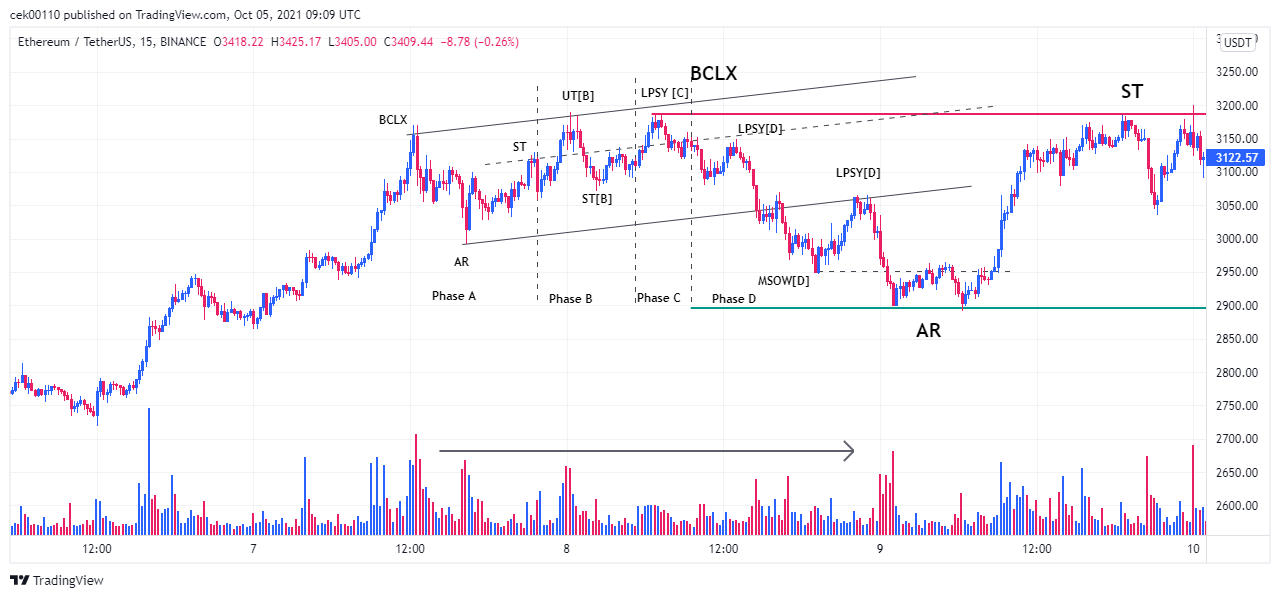 cek00110 published on TradingView.com, Oct 05, 2021 09:09 UTC
Ethereum / TetherUS, 15, BINANCE O3418.22 H3425.17 L3405.00 C3409.44 −8.78 (−0.26%)
USDT
BCLX
3250.00
LPSY [C]
UT[B]
ST
3200.00
BCLX
LPSY[D]
3150.00
ST
3122.57
LPSY[D]
3100.00
ST[B]
3050.00
3000.00
AR
2950.00
MSOW[D]
Phase A
Phase B
Phase C
Phase D
2900.00
AR
2850.00
2800.00
2750.00
2700.00
2650.00
2600.00
12:00 7 12:00 8 12:00 9 12:00 10
TradingView